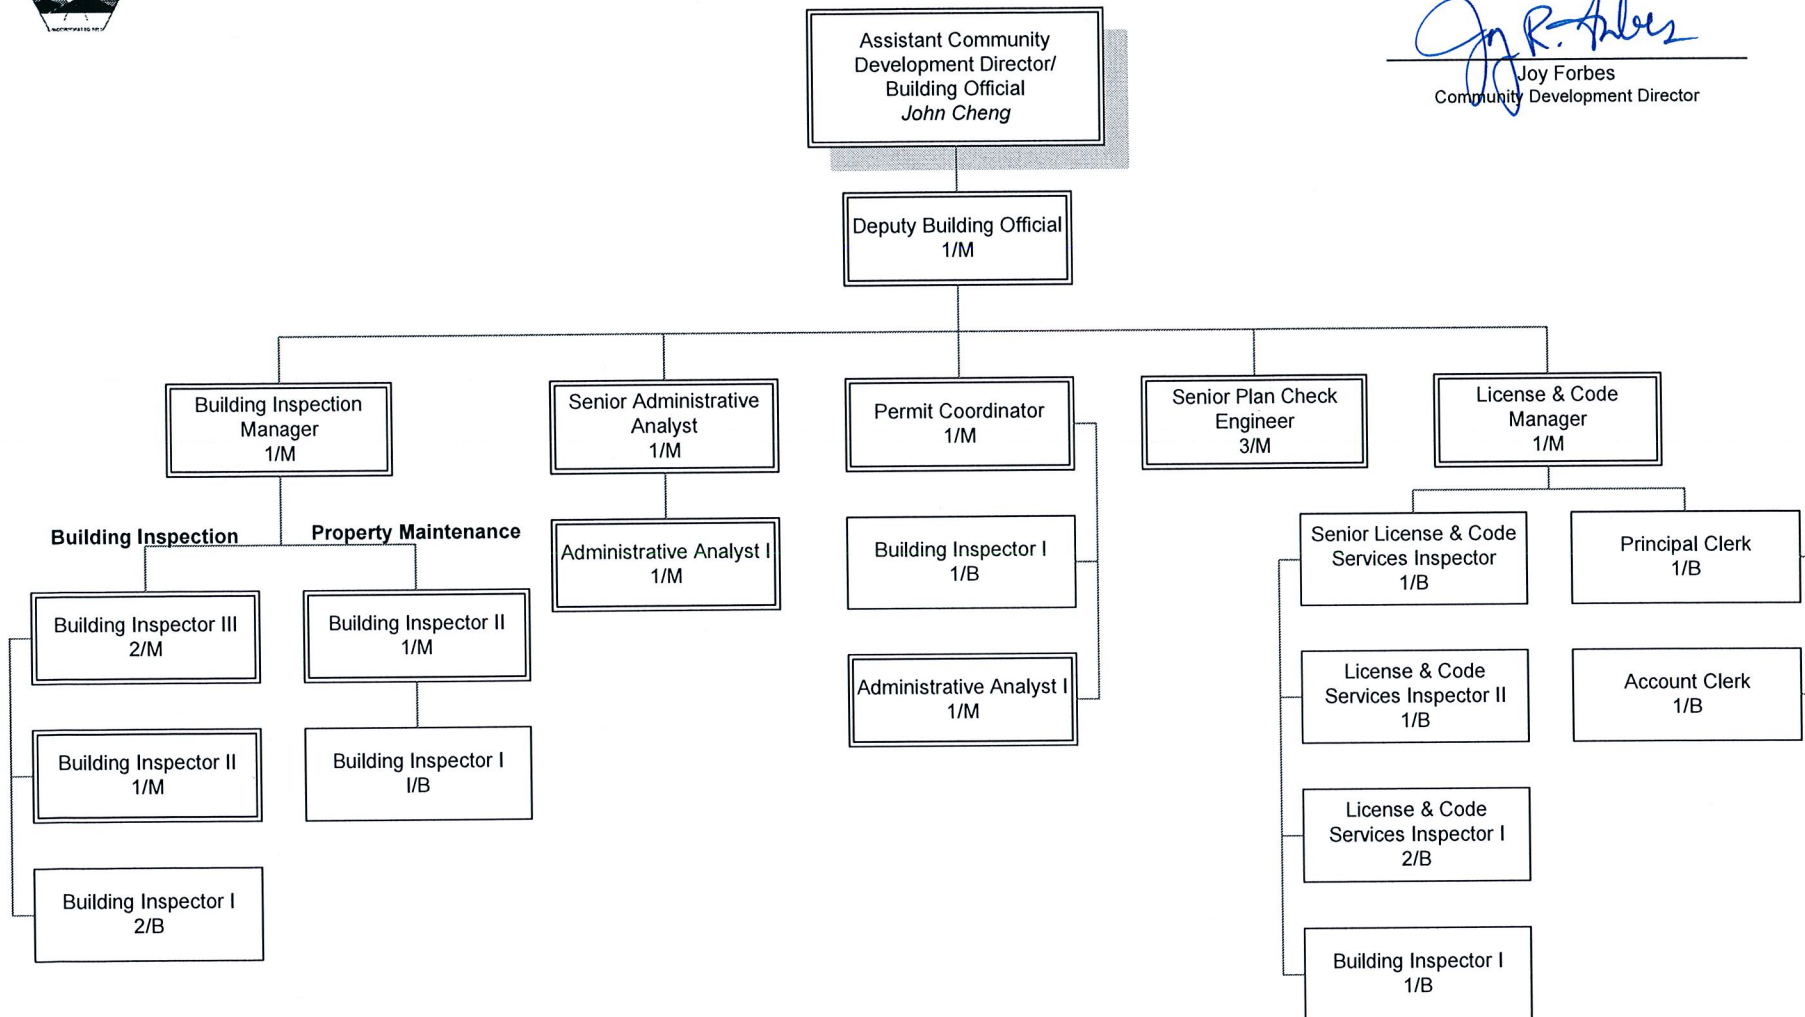 INCORPORATED 1911
Joy R. Forbes
Joy Forbes
Community Development Director
Assistant Community
Development Director/
Building Official
John Cheng
Deputy Building Official
1/M
Building Inspection
Manager
1/M
Senior Administrative
Analyst
1/M
Permit Coordinator
1/M
Senior Plan Check
Engineer
3/M
License & Code
Manager
1/M
Building Inspection
Property Maintenance
Building Inspector III
2/M
Building Inspector II
1/M
Building Inspector I
2/B
Building Inspector II
1/M
Building Inspector I
I/B
Administrative Analyst I
1/M
Building Inspector I
1/B
Administrative Analyst I
1/M
Senior License & Code
Services Inspector
1/B
License & Code
Services Inspector II
1/B
License & Code
Services Inspector I
2/B
Building Inspector I
1/B
Principal Clerk
1/B
Account Clerk
1/B